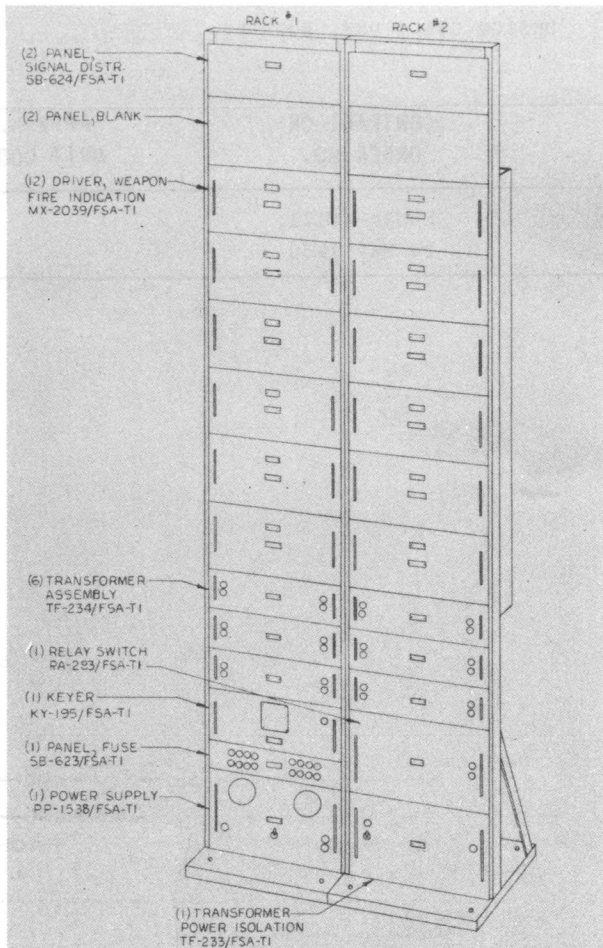 RACK #1
RACK #2
(2) PANEL,
SIGNAL DISTR.
SB-624/FSA-T1
(2) PANEL, BLANK
(12) DRIVER, WEAPON
FIRE INDICATION
MX-2039/FSA-T1
(6) TRANSFORMER
ASSEMBLY
TF-234/FSA-T1
(1) RELAY SWITCH
RA-283/FSA-T1
(1) KEYER
KY-195/FSA-T1
(1) PANEL, FUSE
SB-623/FSA-T1
(1) POWER SUPPLY
PP-1538/FSA-T1
(1) TRANSFORMER
POWER ISOLATION
TF-233/FSA-T1